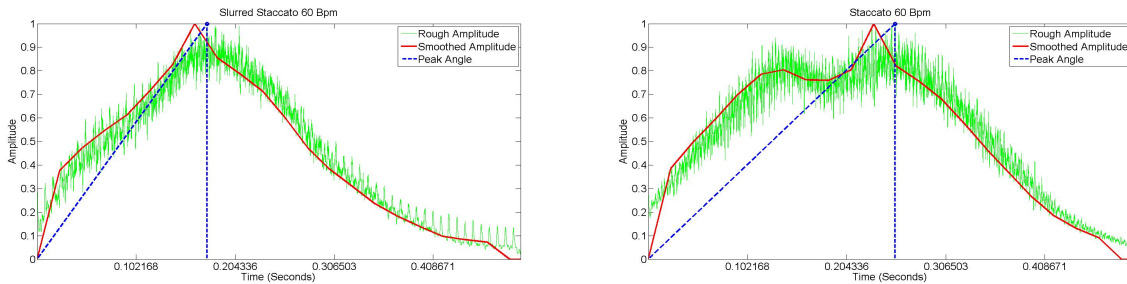 Slurred Staccato 60 Bpm
Amplitude
1
0.9
0.8
0.7
0.6
0.5
0.4
0.3
0.2
0.1
0
Rough Amplitude
Smoothed Amplitude
Peak Angle
0.102168
0.204336
0.306503
0.408671
Time (Seconds)
Staccato 60 Bpm
Amplitude
1
0.9
0.8
0.7
0.6
0.5
0.4
0.3
0.2
0.1
0
Rough Amplitude
Smoothed Amplitude
Peak Angle
0.102168
0.204336
0.306503
0.408671
Time (Seconds)